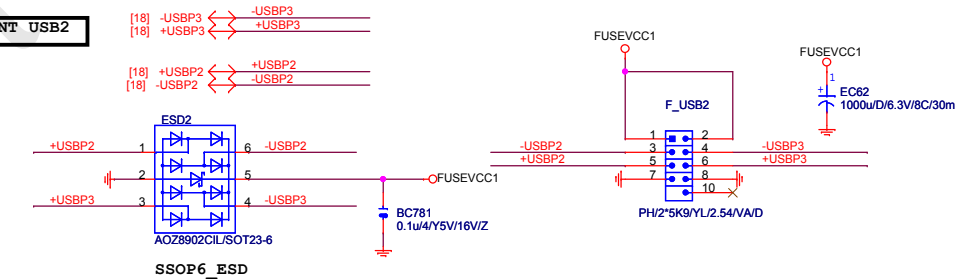 NT USB2
[18] -USBP3 -USBP3
[18] +USBP3 +USBP3
[18] +USBP2 +USBP2
[18] -USBP2 -USBP2
FUSEVCC1
FUSEVCC1
1
+ EC62
1000u/D/6.3V/8C/30m
ESD2
+USBP2 1 6 -USBP2
2 5 FUSEVCC1
+USBP3 3 4 -USBP3
AOZ8902CIL/SOT23-6
SSOP6_ESD
BC781
0.1u/4/Y5V/16V/Z
F_USB2
1 2
-USBP2 3 4 -USBP3
+USBP2 5 6 +USBP3
7 8
10
PH/2*5K9/YL/2.54/VA/D